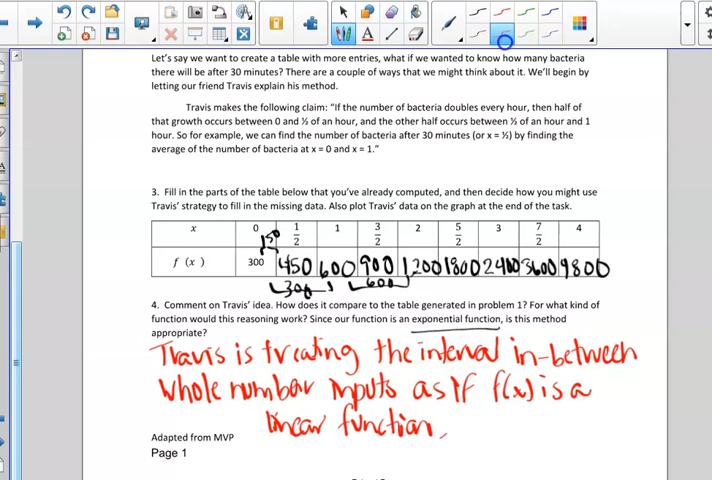 Let's say we want to create a table with more entries, what if we wanted to know how many bacteria
there will be after 30 minutes? There are a couple of ways that we might think about it. We'll begin by
letting our friend Travis explain his method.
Travis makes the following claim: "If the number of bacteria doubles every hour, then half of
that growth occurs between 0 and ½ of an hour, and the other half occurs between ½ of an hour and 1
hour. So for example, we can find the number of bacteria after 30 minutes (or x = ½) by finding the
average of the number of bacteria at x = 0 and x = 1."
3. Fill in the parts of the table below that you've already computed, and then decide how you might use
Travis' strategy to fill in the missing data. Also plot Travis' data on the graph at the end of the task.
x 0 1/2 1 3/2 2 5/2 3 7/2 4
150
f ( x ) 300 450 600 900 1200 1800 2400 3600 4800
300 600
4. Comment on Travis' idea. How does it compare to the table generated in problem 1? For what kind of
function would this reasoning work? Since our function is an exponential function, is this method
appropriate?
Travis is treating the interval in-between
whole number inputs as if f(x) is a
linear function.
Adapted from MVP
Page 1